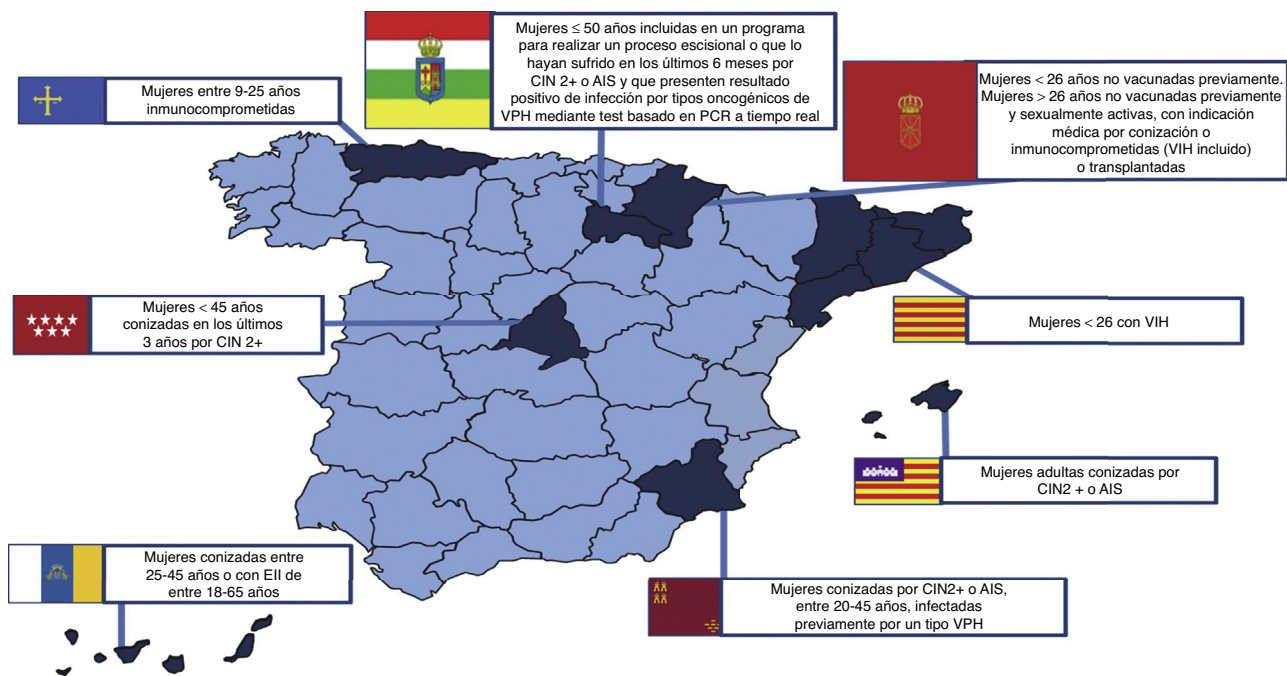 Mujeres ≤ 50 años incluidas en un programa
para realizar un proceso escisional o que lo
hayan sufrido en los últimos 6 meses por
CIN 2+ o AIS y que presenten resultado
positivo de infección por tipos oncogénicos de
VPH mediante test basado en PCR a tiempo real
Mujeres entre 9-25 años
inmunocomprometidas
Mujeres < 26 años no vacunadas previamente.
Mujeres > 26 años no vacunadas previamente
y sexualmente activas, con indicación
médica por conización o
inmunocomprometidas (VIH incluido)
o transplantadas
Mujeres < 45 años
conizadas en los últimos
3 años por CIN 2+
Mujeres < 26 con VIH
Mujeres adultas conizadas por
CIN2 + o AIS
Mujeres conizadas entre
25-45 años o con EII de
entre 18-65 años
Mujeres conizadas por CIN2+ o AIS,
entre 20-45 años, infectadas
previamente por un tipo VPH